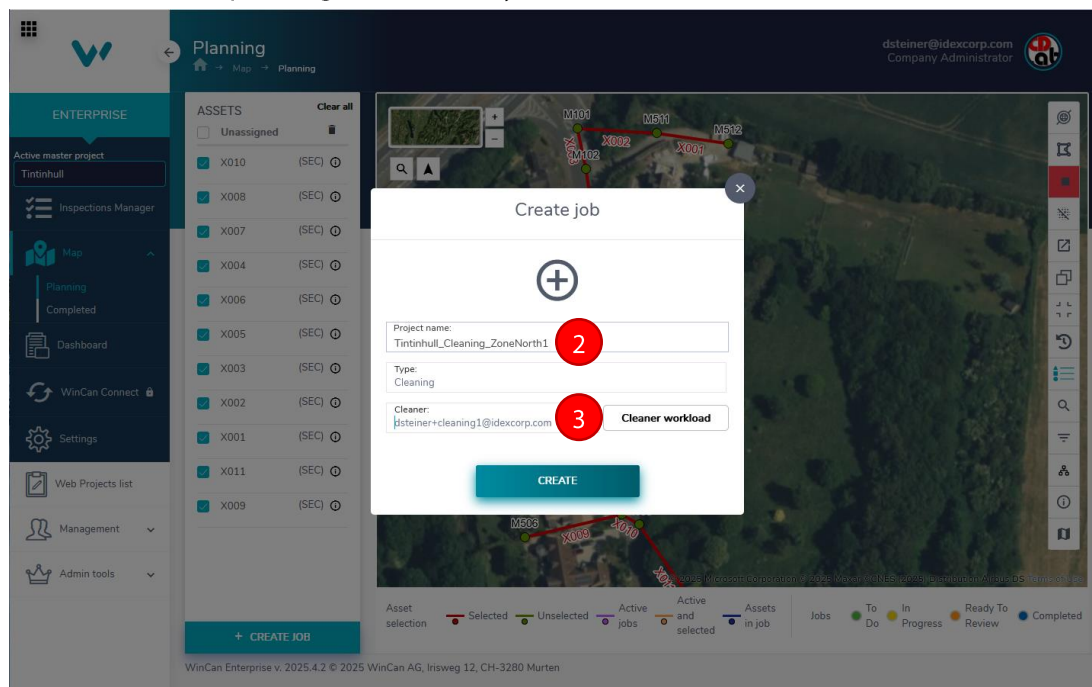 Planning
Map → Planning
dsteiner@idexcorp.com
Company Administrator
ENTERPRISE
Active master project
Tintinhull
Inspections Manager
Map
Planning
Completed
Dashboard
WinCan Connect
Settings
Web Projects list
Management
Admin tools
ASSETS
Clear all
Unassigned
X010 (SEC)
X008 (SEC)
X007 (SEC)
X004 (SEC)
X006 (SEC)
X005 (SEC)
X003 (SEC)
X002 (SEC)
X001 (SEC)
X011 (SEC)
X009 (SEC)
+ CREATE JOB
M101
M511
M512
X002
X001
M102
Create job
Project name:
Tintinhull_Cleaning_ZoneNorth1
2
Type:
Cleaning
Cleaner:
dsteiner+cleaning1@idexcorp.com
3
Cleaner workload
CREATE
M506
X009
X010
Asset selection
Selected
Unselected
Active jobs
Active and selected
Assets in job
Jobs
To Do
In Progress
Ready To Review
Completed
WinCan Enterprise v. 2025.4.2 © 2025 WinCan AG, Irisweg 12, CH-3280 Murten